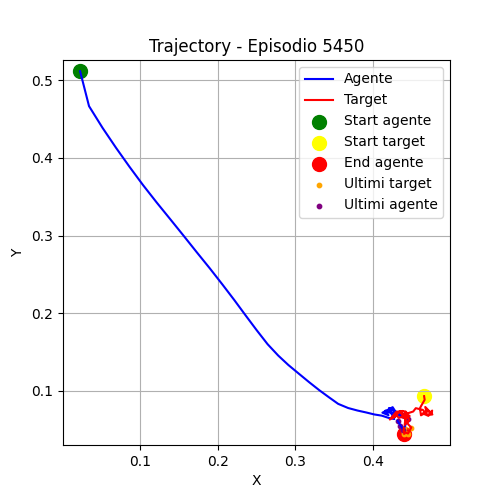 Trajectory - Episodio 5450
Agente
Target
Start agente
Start target
End agente
Ultimi target
Ultimi agente
Y
0.5
0.4
0.3
0.2
0.1
0.1
0.2
0.3
0.4
X